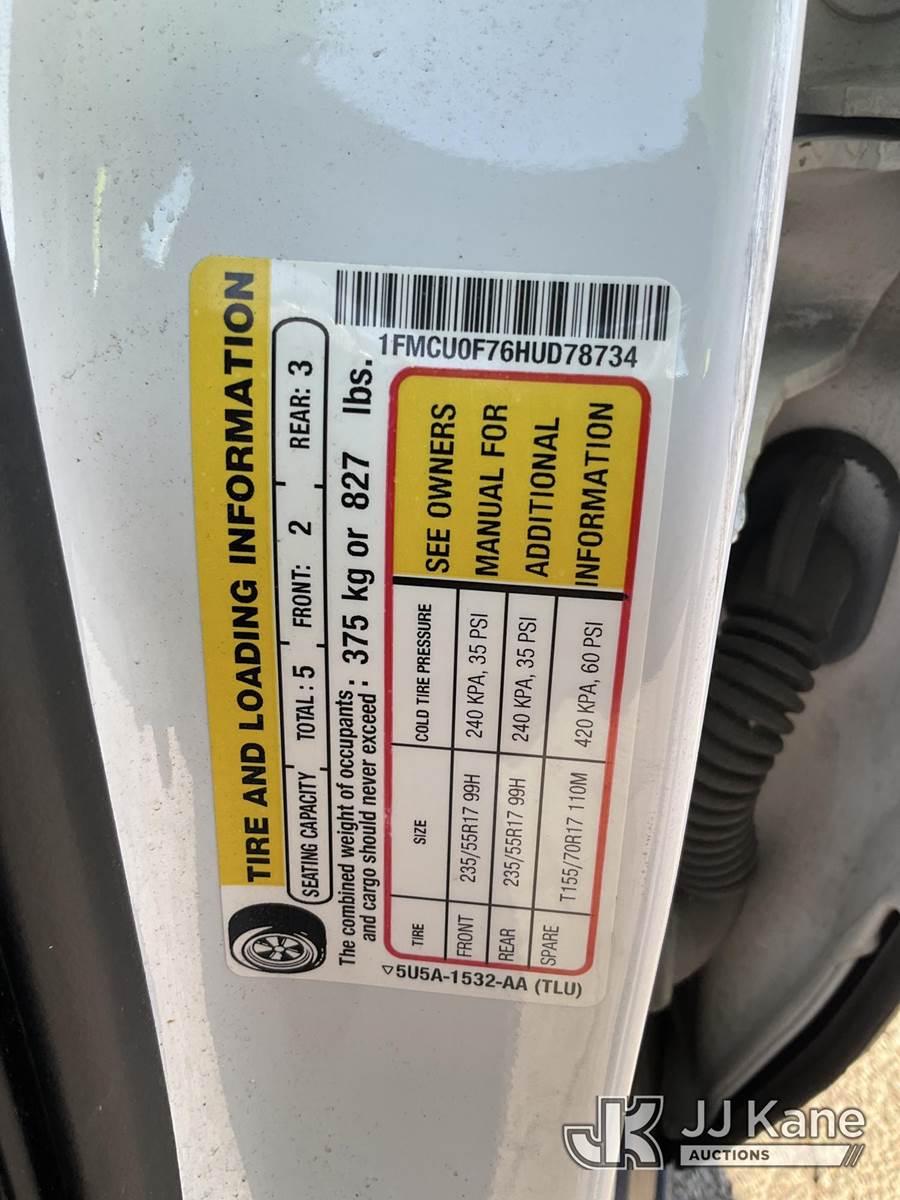 TIRE AND LOADING INFORMATION
SEATING CAPACITY TOTAL : 5 FRONT: 2 REAR: 3
The combined weight of occupants : 375 kg or 827 lbs.
and cargo should never exceed :
1FMCU0F76HUD78734
TIRE SIZE COLD TIRE PRESSURE
FRONT 235/55R17 99H 240 KPA, 35 PSI
REAR 235/55R17 99H 240 KPA, 35 PSI
SPARE T155/70R17 110M 420 KPA, 60 PSI
SEE OWNERS
MANUAL FOR
ADDITIONAL
INFORMATION
5U5A-1532-AA (TLU)
JK JJ Kane
AUCTIONS